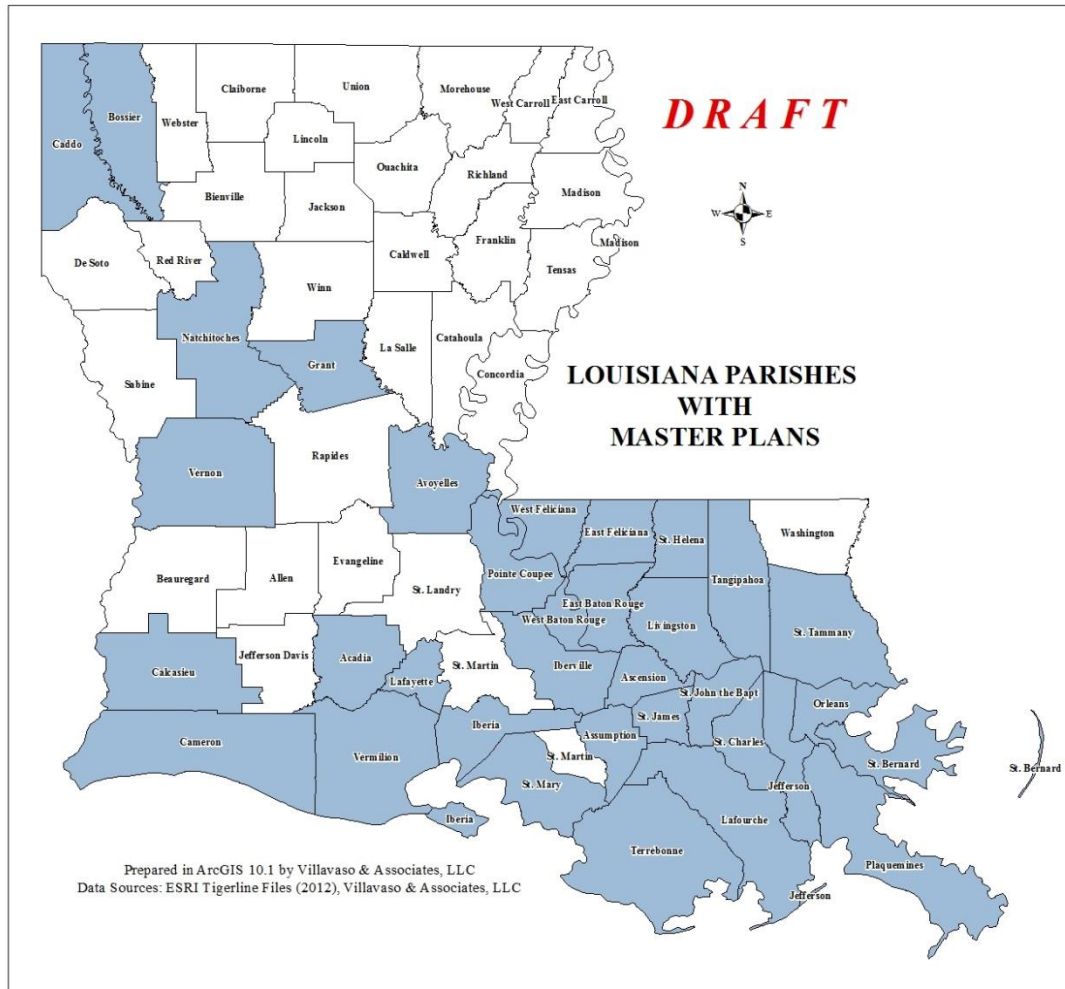 D R A F T
N
W E
S
Caddo
Bossier
Webster
Claiborne
Union
Morehouse
West Carroll
East Carroll
Lincoln
Ouachita
Richland
Madison
Bienville
Jackson
Caldwell
Franklin
Madison
Tensas
De Soto
Red River
Winn
Natchitoches
Grant
La Salle
Catahoula
Concordia
Sabine
LOUISIANA PARISHES
WITH
MASTER PLANS
Vernon
Rapides
Avoyelles
West Feliciana
East Feliciana
St. Helena
Washington
Beauregard
Allen
Evangeline
St. Landry
Pointe Coupee
Tangipahoa
East Baton Rouge
West Baton Rouge
Livingston
St. Tammany
Calcasieu
Jefferson Davis
Acadia
Lafayette
St. Martin
Iberville
Ascension
St. John the Bapt
Orleans
Cameron
Vermilion
Iberia
Assumption
St. James
St. Charles
St. Martin
St. Bernard
St. Bernard
St. Mary
Jefferson
Iberia
Lafourche
Terrebonne
Plaquemines
Jefferson
Prepared in ArcGIS 10.1 by Villavaso & Associates, LLC
Data Sources: ESRI Tigerline Files (2012), Villavaso & Associates, LLC